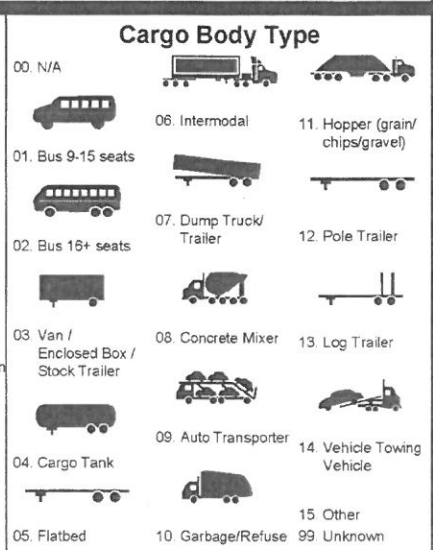 Cargo Body Type
00. N/A
01. Bus 9-15 seats
02. Bus 16+ seats
03. Van /
Enclosed Box /
Stock Trailer
04. Cargo Tank
05. Flatbed
06. Intermodal
07. Dump Truck/
Trailer
08. Concrete Mixer
09. Auto Transporter
10. Garbage/Refuse
11. Hopper (grain/
chips/gravel)
12. Pole Trailer
13. Log Trailer
14. Vehicle Towing
Vehicle
15. Other
99. Unknown